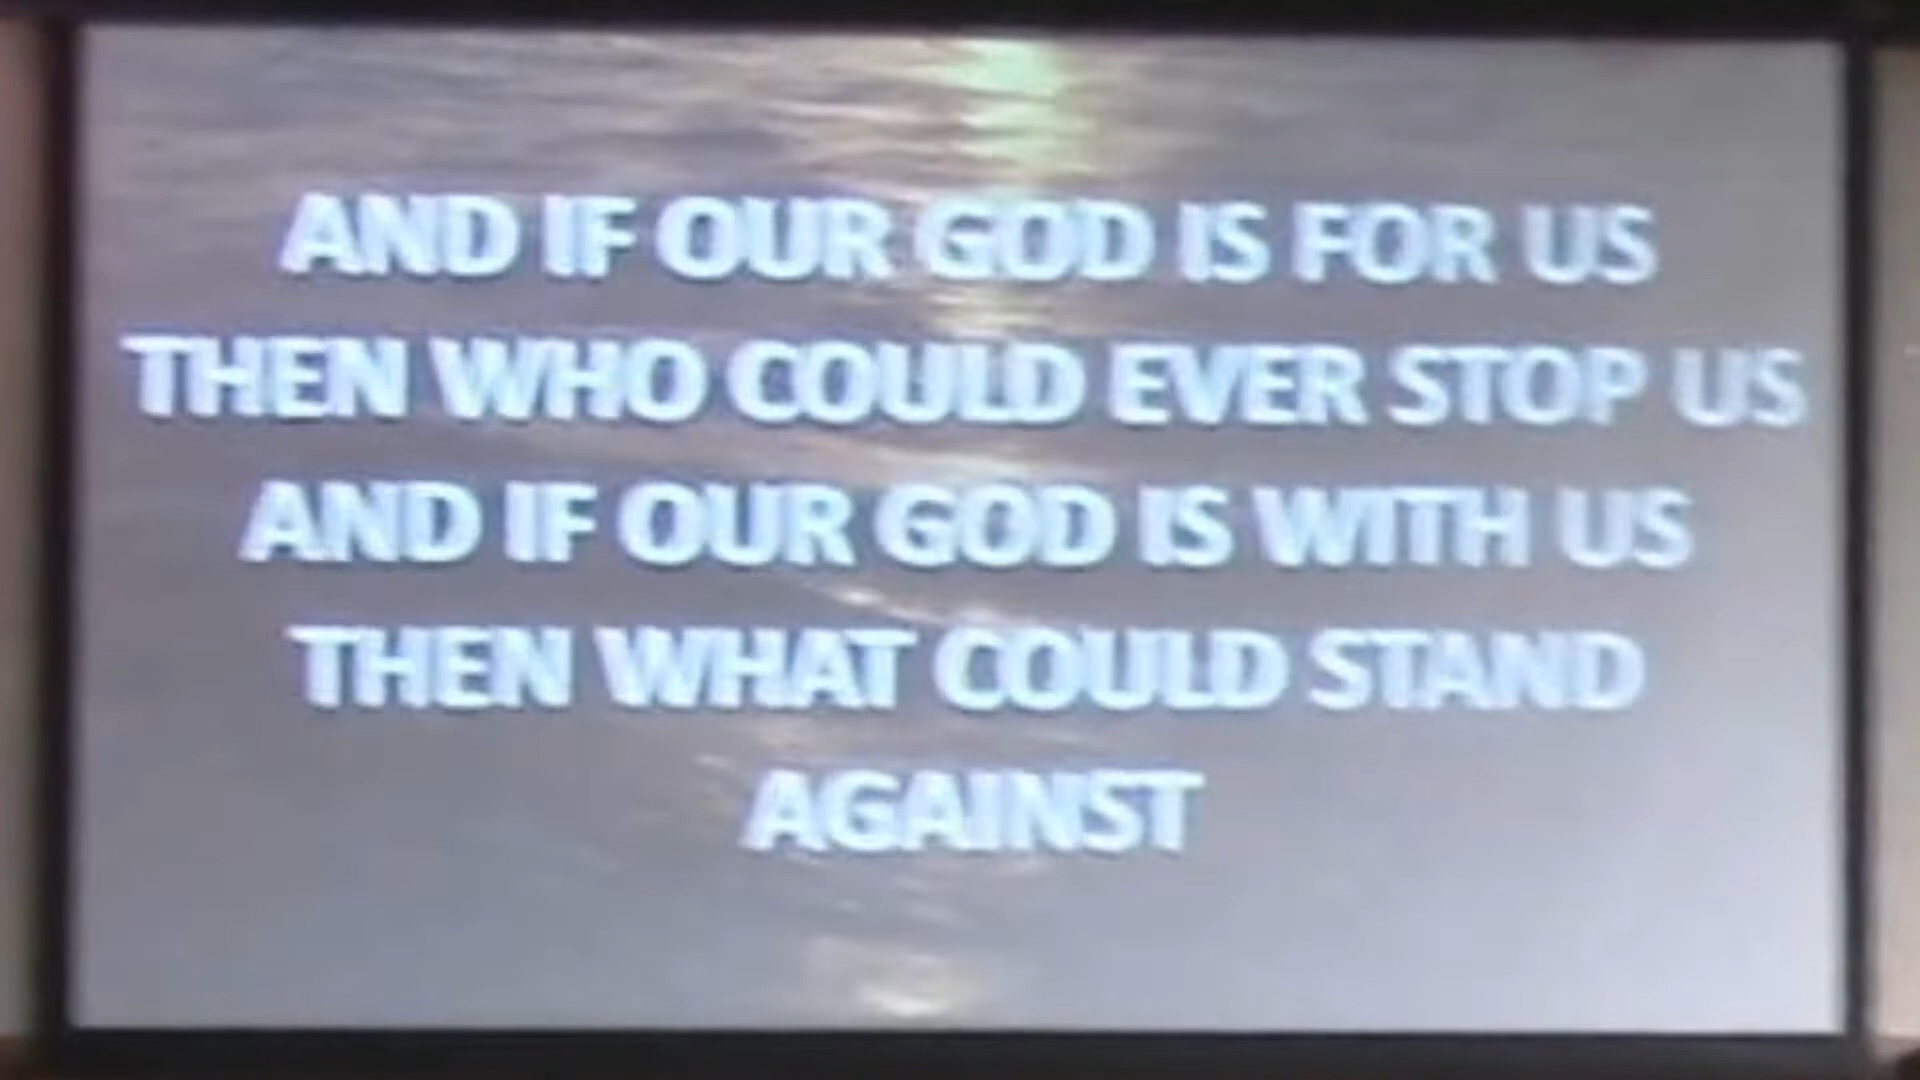 AND IF OUR GOD IS FOR US
THEN WHO COULD EVER STOP US
AND IF OUR GOD IS WITH US
THEN WHAT COULD STAND
AGAINST